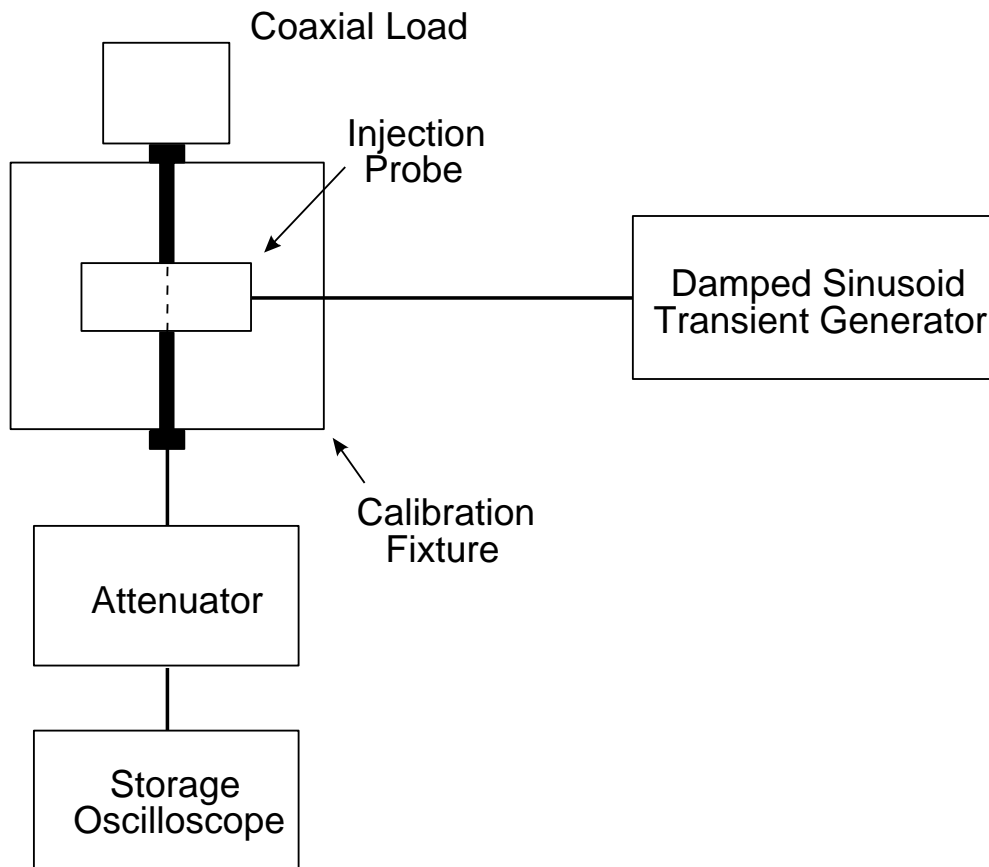 Coaxial Load
Injection
Probe
Damped Sinusoid
Transient Generator
Calibration
Fixture
Attenuator
Storage
Oscilloscope